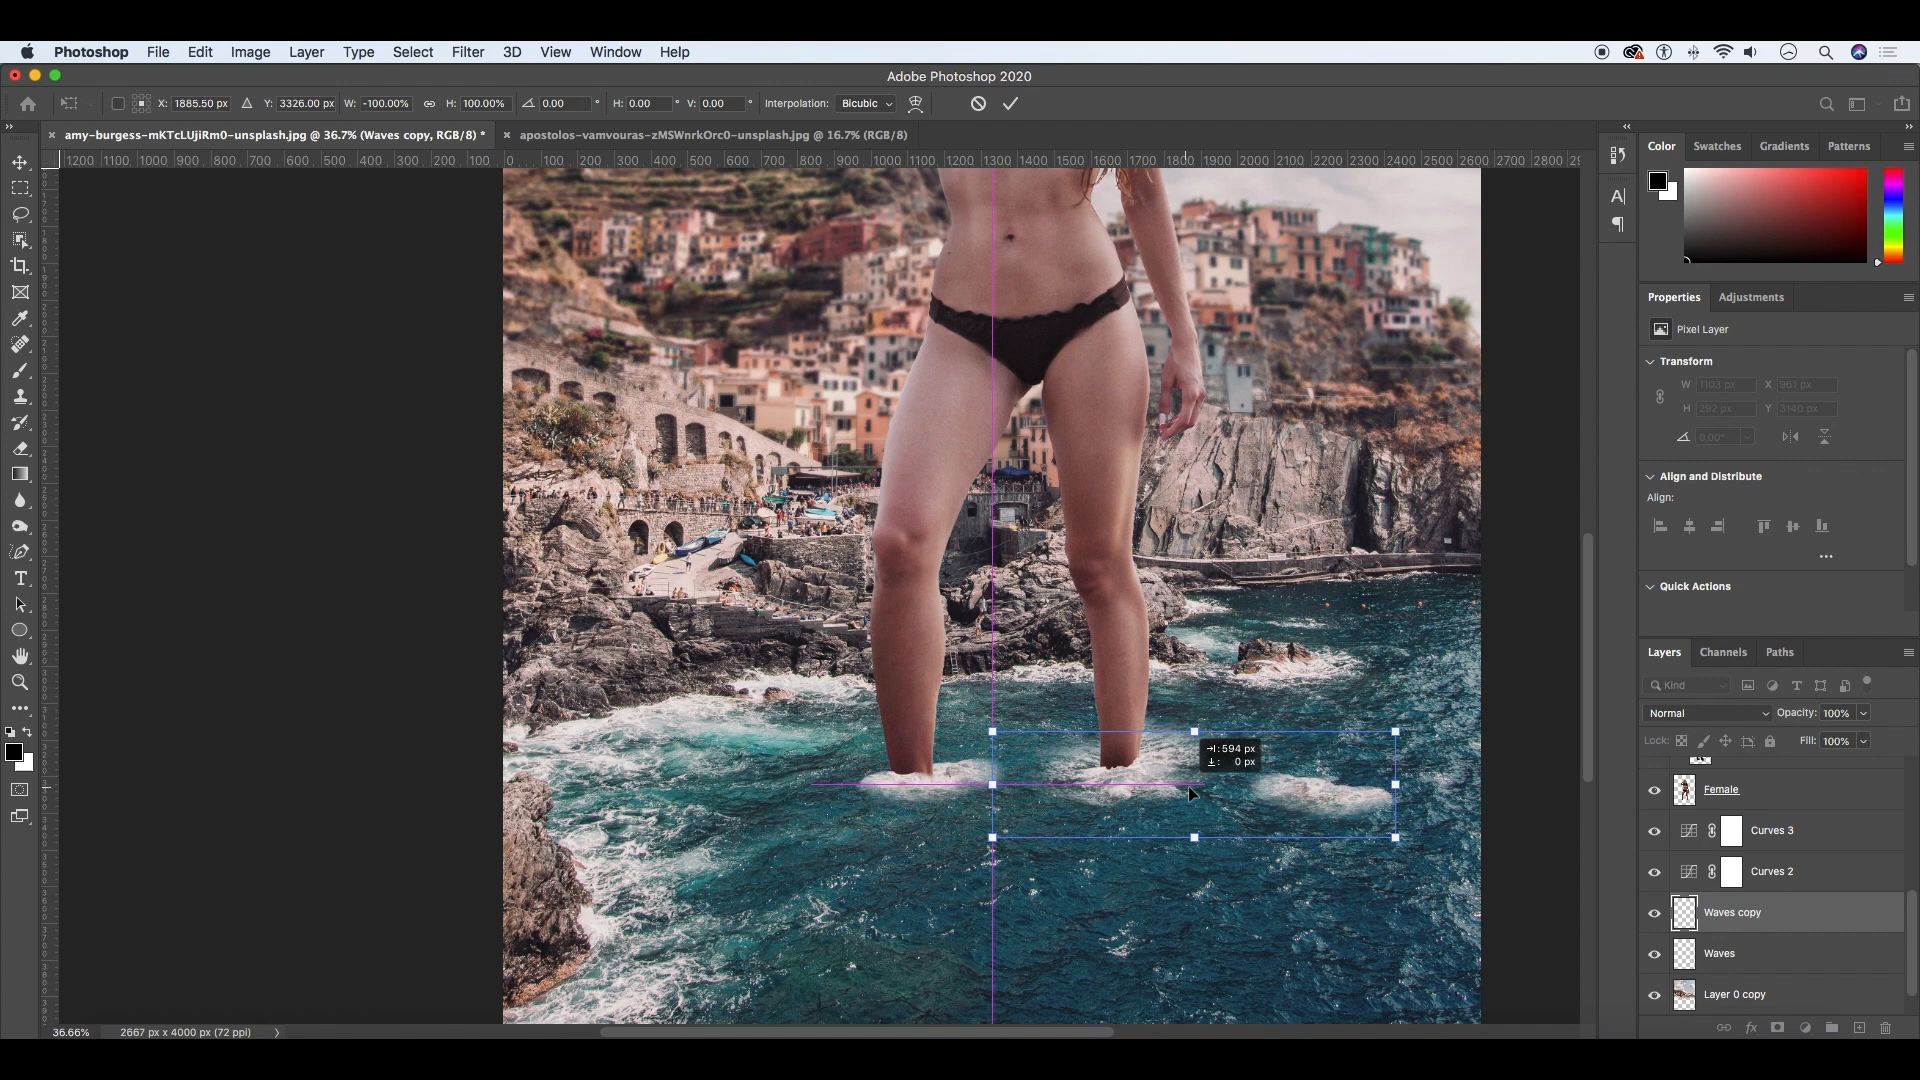 Photoshop File Edit Image Layer Type Select Filter 3D View Window Help
Adobe Photoshop 2020
X: 1885.50 px Y: 3326.00 px W: -100.00% H: 100.00% 0.00 ° H: 0.00 ° V: 0.00 ° Interpolation: Bicubic
amy-burgess-mKTcLUjiRm0-unsplash.jpg @ 36.7% (Waves copy, RGB/8) *
apostolos-vamvouras-zMSWnrkOrc0-unsplash.jpg @ 16.7% (RGB/8)
1200 1100 1000 900 800 700 600 500 400 300 200 100 0 100 200 300 400 500 600 700 800 900 1000 1100 1200 1300 1400 1500 1600 1700 1800 1900 2000 2100 2200 2300 2400 2500 2600 2700 2800
Color Swatches Gradients Patterns
Properties Adjustments
Pixel Layer
Transform
W 1103 px X 961 px
H 292 px Y 3140 px
0.00°
Align and Distribute
Align:
Quick Actions
Layers Channels Paths
Kind
Normal Opacity: 100%
Lock: Fill: 100%
Female
Curves 3
Curves 2
Waves copy
Waves
Layer 0 copy
594 px
0 px
36.66% 2667 px x 4000 px (72 ppi)